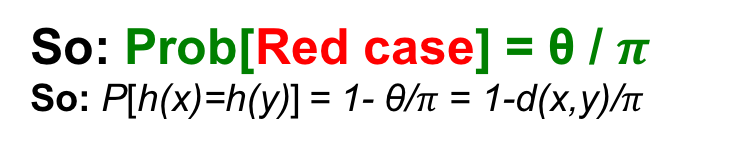 So: Prob[Red case] = θ / π
So: P[h(x)=h(y)] = 1- θ/π = 1-d(x,y)/π